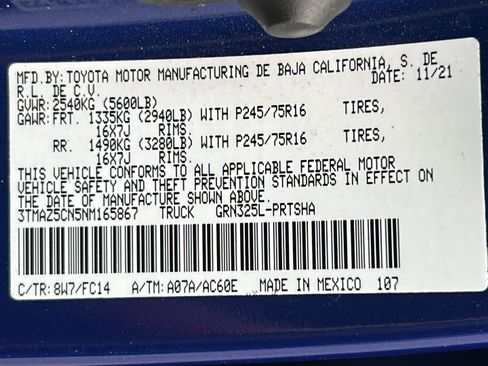 MFD.BY: TOYOTA MOTOR MANUFACTURING DE BAJA CALIFORNIA, S. DE
R.L. DE C.V. DATE: 11/21
GVWR: 2540KG (5600LB)
GAWR: FRT. 1335KG (2940LB) WITH P245/75R16 TIRES,
16X7J RIMS.
RR. 1490KG (3280LB) WITH P245/75R16 TIRES,
16X7J RIMS.
THIS VEHICLE CONFORMS TO ALL APPLICABLE FEDERAL MOTOR
VEHICLE SAFETY AND THEFT PREVENTION STANDARDS IN EFFECT ON
THE DATE OF MANUFACTURE SHOWN ABOVE.
3TMAZ5CN5NM165867 TRUCK GRN325L-PRTSHA
C/TR: 8W7/FC14 A/TM: A07A/AC60E MADE IN MEXICO 107